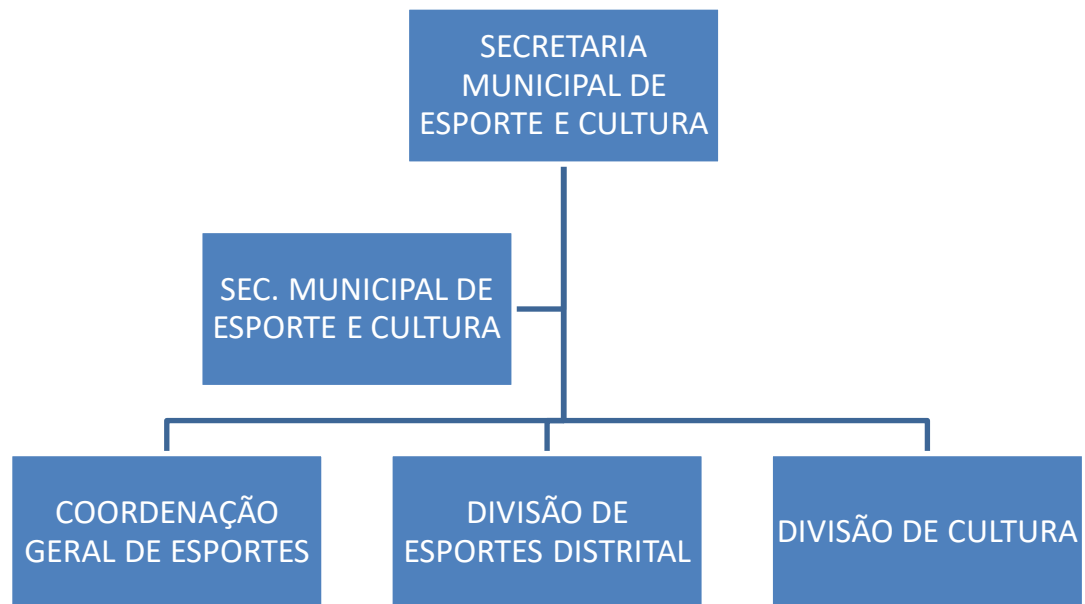 SECRETARIA
MUNICIPAL DE
ESPORTE E CULTURA
SEC. MUNICIPAL DE
ESPORTE E CULTURA
COORDENAÇÃO
GERAL DE ESPORTES
DIVISÃO DE
ESPORTES DISTRITAL
DIVISÃO DE CULTURA